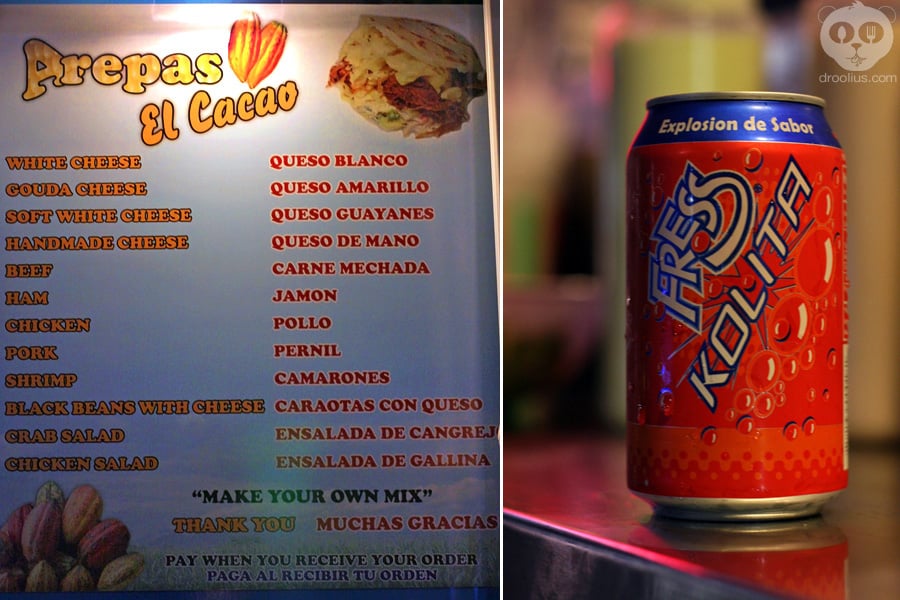 Arepas
El Cacao
WHITE CHEESE QUESO BLANCO
GOUDA CHEESE QUESO AMARILLO
SOFT WHITE CHEESE QUESO GUAYANES
HANDMADE CHEESE QUESO DE MANO
BEEF CARNE MECHADA
HAM JAMON
CHICKEN POLLO
PORK PERNIL
SHRIMP CAMARONES
BLACK BEANS WITH CHEESE CARAOTAS CON QUESO
CRAB SALAD ENSALADA DE CANGREJ
CHICKEN SALAD ENSALADA DE GALLINA
"MAKE YOUR OWN MIX"
THANK YOU MUCHAS GRACIAS
PAY WHEN YOU RECEIVE YOUR ORDER
PAGA AL RECIBIR TU ORDEN
droolius.com
Explosion de Sabor
FRESS
KOLITA